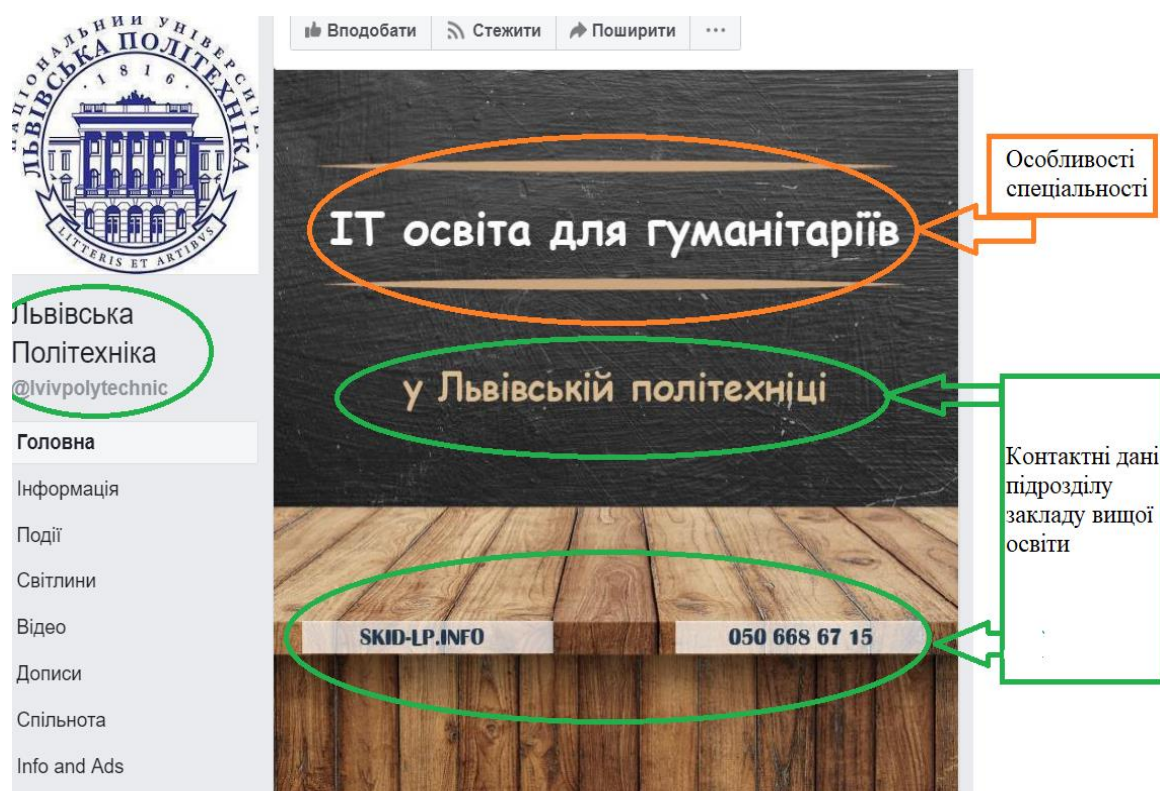 НАЦІОНАЛЬНИЙ УНІВЕРСИТЕТ
ЛЬВІВСЬКА ПОЛІТЕХНІКА
· 1816 ·
LITTERIS ET ARTIBVS
Львівська
Політехніка
@lvivpolytechnic
Головна
Інформація
Події
Світлини
Відео
Дописи
Спільнота
Info and Ads
Вподобати Стежити Поширити ...
ІТ освіта для гуманітаріїв
у Львівській політехніці
SKID-LP.INFO
050 668 67 15
Особливості
спеціальності
Контактні дані
підрозділу
закладу вищої
освіти